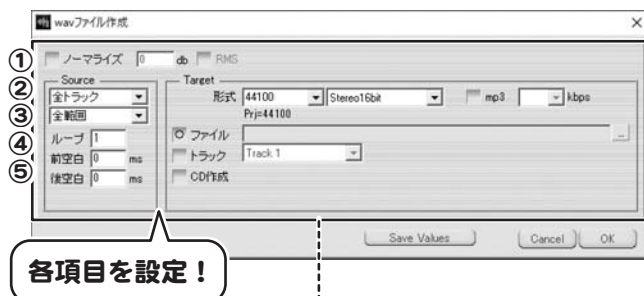 wavファイル作成
① ノーマライズ 0 db RMS
Source
② 全トラック
③ 全範囲
④ ループ 1
⑤ 前空白 0 ms
後空白 0 ms
Target
形式 44100 Stereo16bit mp3 kbps
Prj=44100
ファイル ...
トラック Track 1
CD作成
Save Values Cancel OK
各項目を設定！